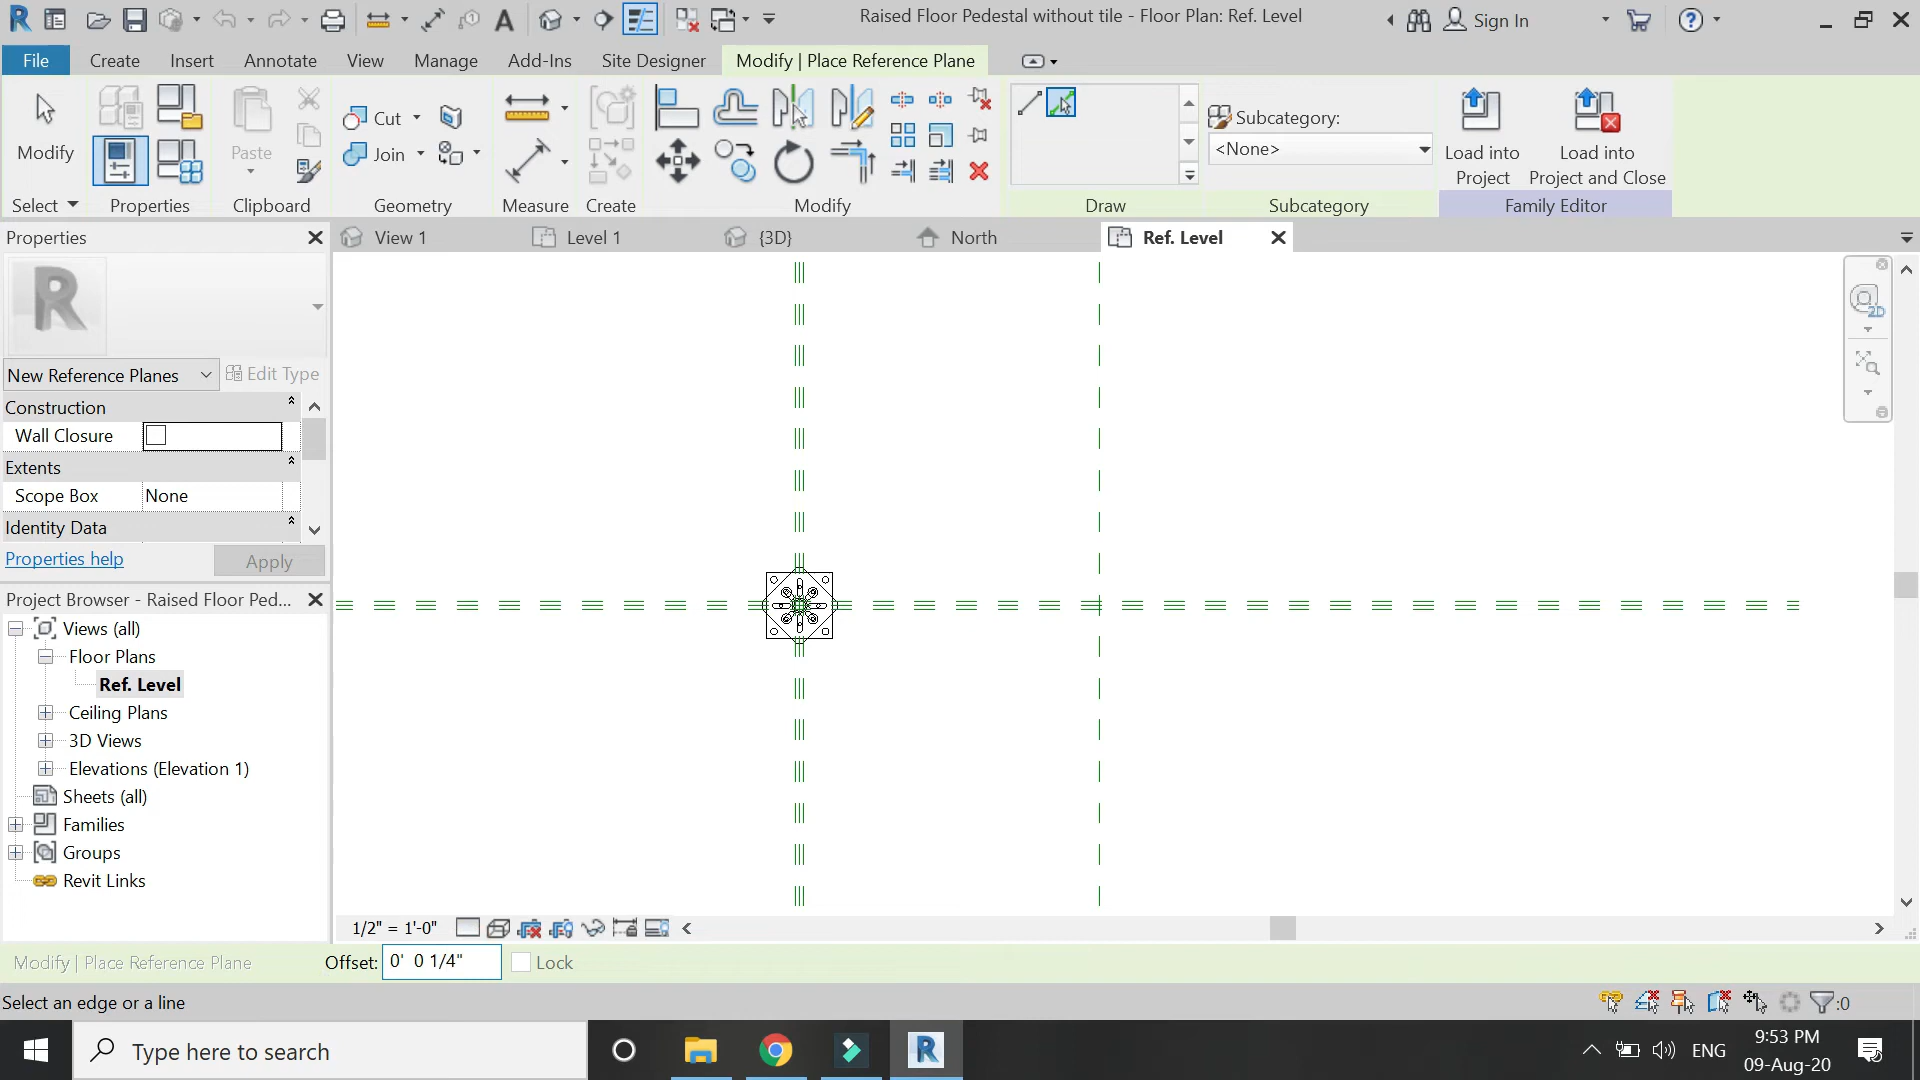 Raised Floor Pedestal without tile - Floor Plan: Ref. Level
Sign In
File
Create
Insert
Annotate
View
Manage
Add-Ins
Site Designer
Modify | Place Reference Plane
Modify
Paste
Cut
Join
Subcategory:
<None>
Load into
Project
Load into
Project and Close
Select
Properties
Clipboard
Geometry
Measure
Create
Modify
Draw
Subcategory
Family Editor
Properties
View 1
Level 1
{3D}
North
Ref. Level
2D
New Reference Planes
Edit Type
Construction
Wall Closure
Extents
Scope Box
None
Identity Data
Properties help
Apply
Project Browser - Raised Floor Ped...
Views (all)
Floor Plans
Ref. Level
Ceiling Plans
3D Views
Elevations (Elevation 1)
Sheets (all)
Families
Groups
Revit Links
1/2" = 1'-0"
Modify | Place Reference Plane
Offset:
0'  0 1/4"
Lock
Select an edge or a line
:0
Type here to search
ENG
9:53 PM
09-Aug-20